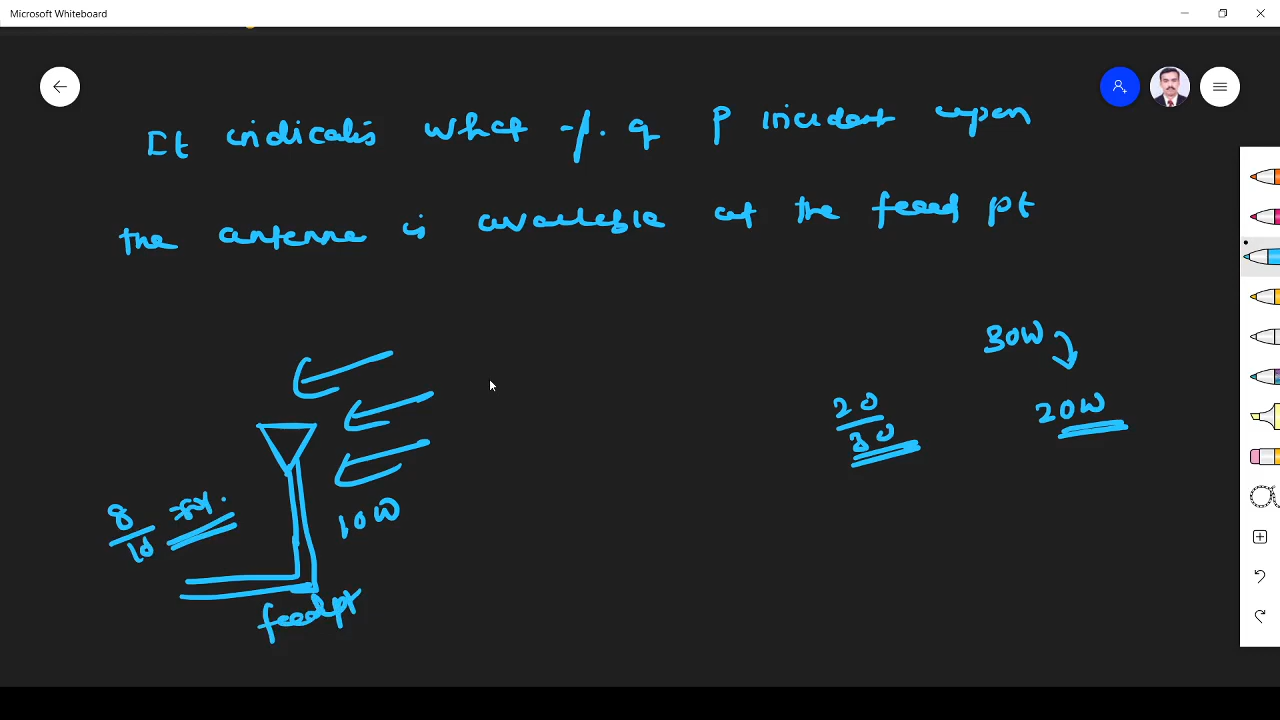 Microsoft Whiteboard
It indicates what %. of P incident upon
the antenna is available at the feed pt
30W
20W
20
30
10W
8
10
feed pt